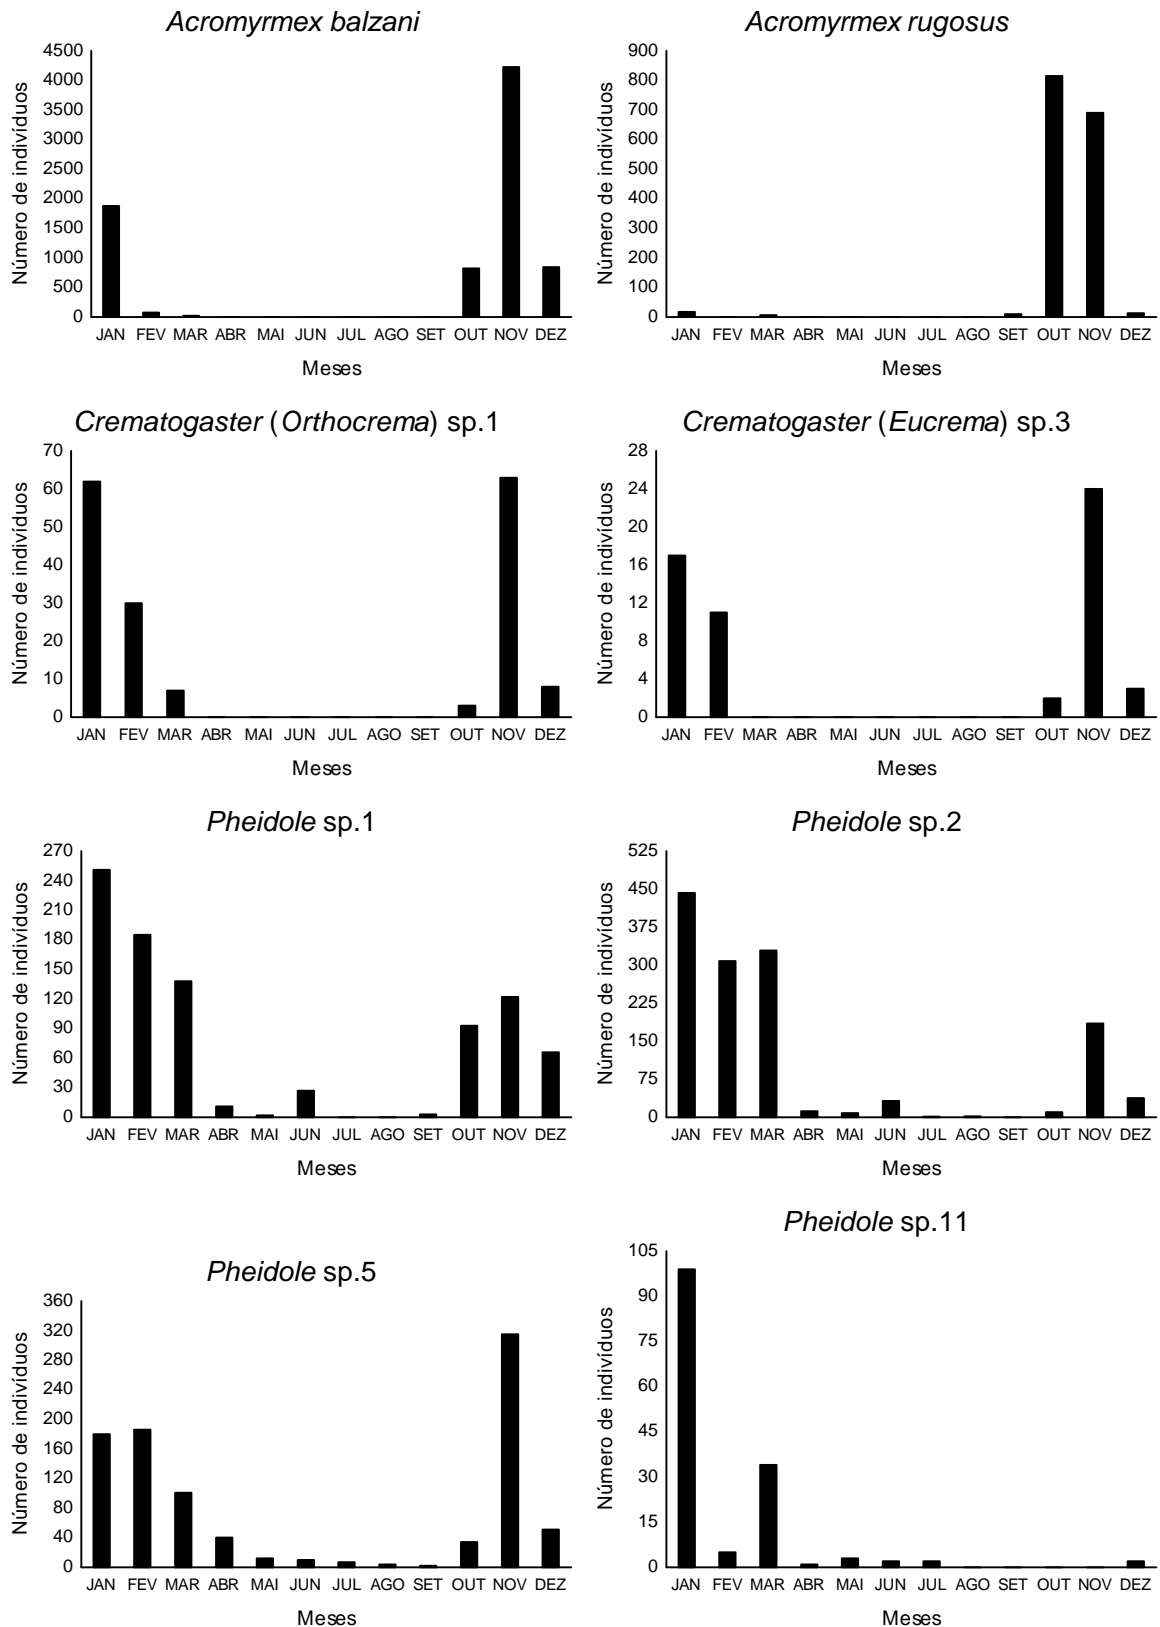 Acromyrmex balzani
Número de indivíduos
4500
4000
3500
3000
2500
2000
1500
1000
500
0
JAN FEV MAR ABR MAI JUN JUL AGO SET OUT NOV DEZ
Meses
Acromyrmex rugosus
Número de indivíduos
900
800
700
600
500
400
300
200
100
0
JAN FEV MAR ABR MAI JUN JUL AGO SET OUT NOV DEZ
Meses
Crematogaster (Orthocrema) sp.1
Número de indivíduos
70
60
50
40
30
20
10
0
JAN FEV MAR ABR MAI JUN JUL AGO SET OUT NOV DEZ
Meses
Crematogaster (Eucrema) sp.3
Número de indivíduos
28
24
20
16
12
8
4
0
JAN FEV MAR ABR MAI JUN JUL AGO SET OUT NOV DEZ
Meses
Pheidole sp.1
Número de indivíduos
270
240
210
180
150
120
90
60
30
0
JAN FEV MAR ABR MAI JUN JUL AGO SET OUT NOV DEZ
Meses
Pheidole sp.2
Número de indivíduos
525
450
375
300
225
150
75
0
JAN FEV MAR ABR MAI JUN JUL AGO SET OUT NOV DEZ
Meses
Pheidole sp.5
Número de indivíduos
360
320
280
240
200
160
120
80
40
0
JAN FEV MAR ABR MAI JUN JUL AGO SET OUT NOV DEZ
Meses
Pheidole sp.11
Número de indivíduos
105
90
75
60
45
30
15
0
JAN FEV MAR ABR MAI JUN JUL AGO SET OUT NOV DEZ
Meses